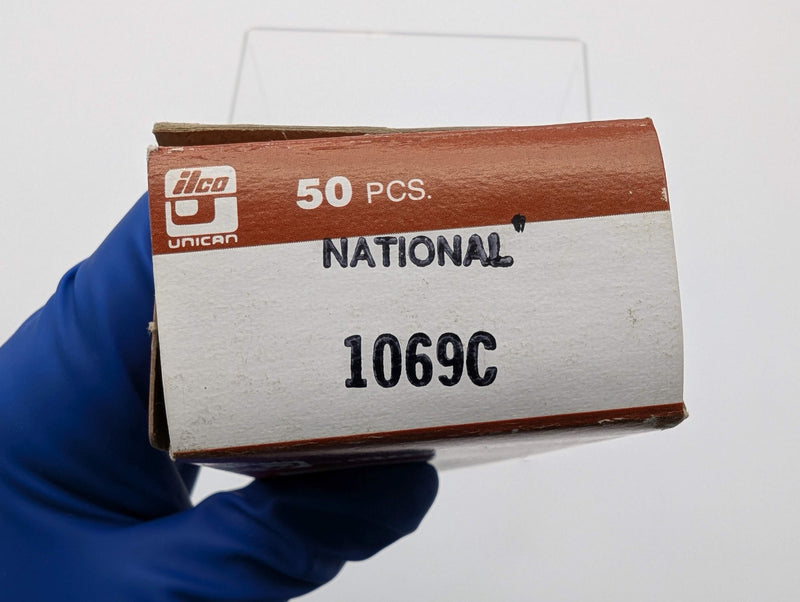 ilco
UNICAN
50 PCS.
NATIONAL
1069C